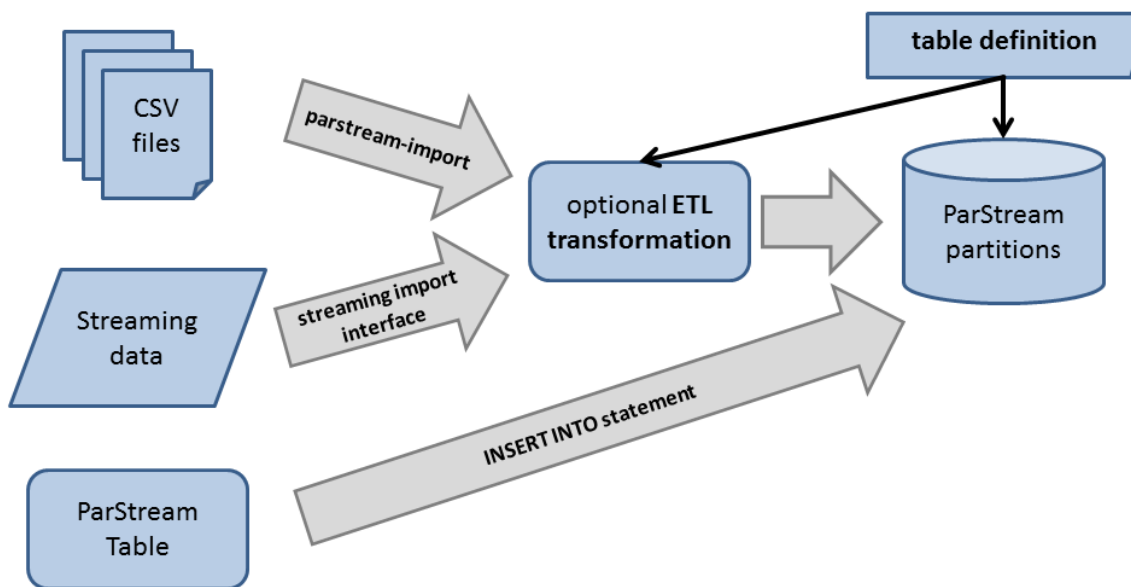 table definition
CSV
files
parstream-import
optional ETL
transformation
ParStream
partitions
Streaming
data
streaming import
interface
INSERT INTO statement
ParStream
Table